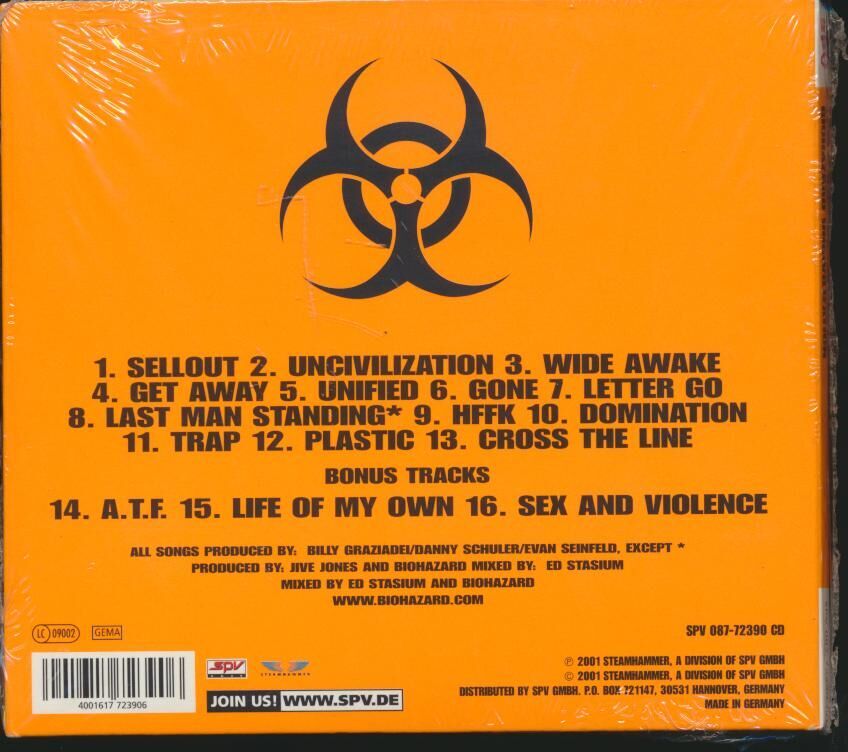 1. SELLOUT 2. UNCIVILIZATION 3. WIDE AWAKE
4. GET AWAY 5. UNIFIED 6. GONE 7. LETTER GO
8. LAST MAN STANDING* 9. HFFK 10. DOMINATION
11. TRAP 12. PLASTIC 13. CROSS THE LINE
BONUS TRACKS
14. A.T.F. 15. LIFE OF MY OWN 16. SEX AND VIOLENCE
ALL SONGS PRODUCED BY: BILLY GRAZIADEI/DANNY SCHULER/EVAN SEINFELD, EXCEPT *
PRODUCED BY: JIVE JONES AND BIOHAZARD MIXED BY: ED STASIUM
MIXED BY ED STASIUM AND BIOHAZARD
WWW.BIOHAZARD.COM
LC 09002 GEMA
SPV 087-72390 CD
4001617 723906
SPV
STEAMHAMMER
JOIN US! WWW.SPV.DE
℗ 2001 STEAMHAMMER, A DIVISION OF SPV GMBH
© 2001 STEAMHAMMER, A DIVISION OF SPV GMBH
DISTRIBUTED BY SPV GMBH. P.O. BOX 721147, 30531 HANNOVER, GERMANY
MADE IN GERMANY